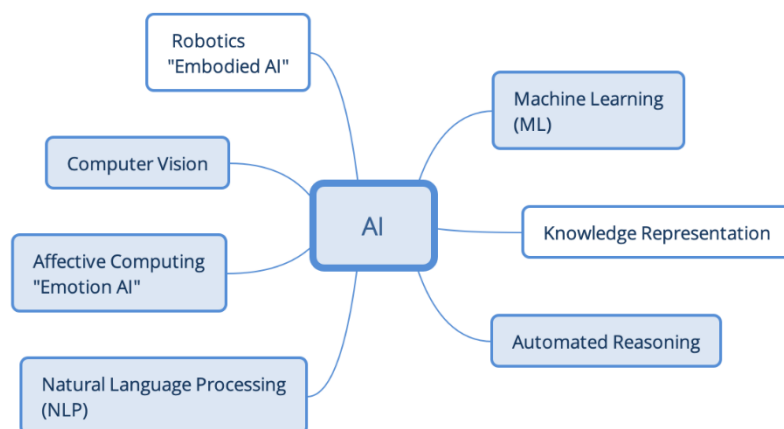 Robotics
"Embodied AI"
Machine Learning
(ML)
Computer Vision
AI
Knowledge Representation
Affective Computing
"Emotion AI"
Automated Reasoning
Natural Language Processing
(NLP)